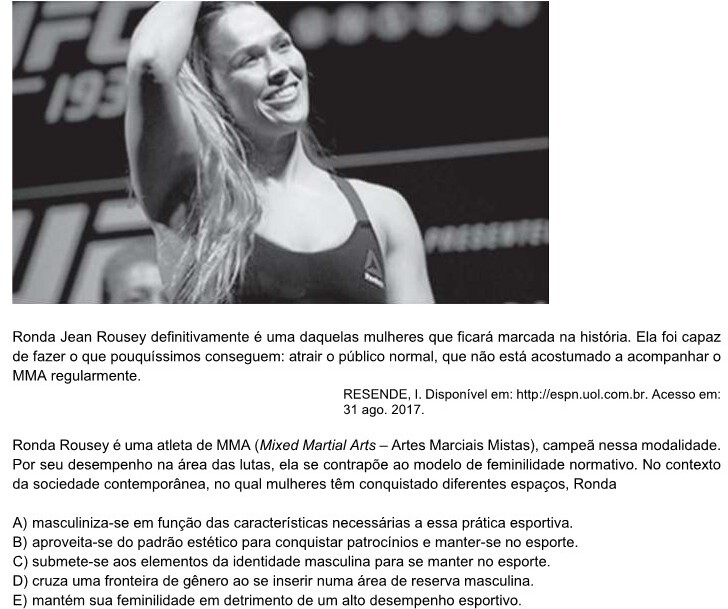 UFC
193
UF
PRESENTE
Reebok
Ronda Jean Rousey definitivamente é uma daquelas mulheres que ficará marcada na história. Ela foi capaz
de fazer o que pouquíssimos conseguem: atrair o público normal, que não está acostumado a acompanhar o
MMA regularmente.
RESENDE, I. Disponível em: http://espn.uol.com.br. Acesso em:
31 ago. 2017.
Ronda Rousey é uma atleta de MMA (Mixed Martial Arts – Artes Marciais Mistas), campeã nessa modalidade.
Por seu desempenho na área das lutas, ela se contrapõe ao modelo de feminilidade normativo. No contexto
da sociedade contemporânea, no qual mulheres têm conquistado diferentes espaços, Ronda
A) masculiniza-se em função das características necessárias a essa prática esportiva.
B) aproveita-se do padrão estético para conquistar patrocínios e manter-se no esporte.
C) submete-se aos elementos da identidade masculina para se manter no esporte.
D) cruza uma fronteira de gênero ao se inserir numa área de reserva masculina.
E) mantém sua feminilidade em detrimento de um alto desempenho esportivo.